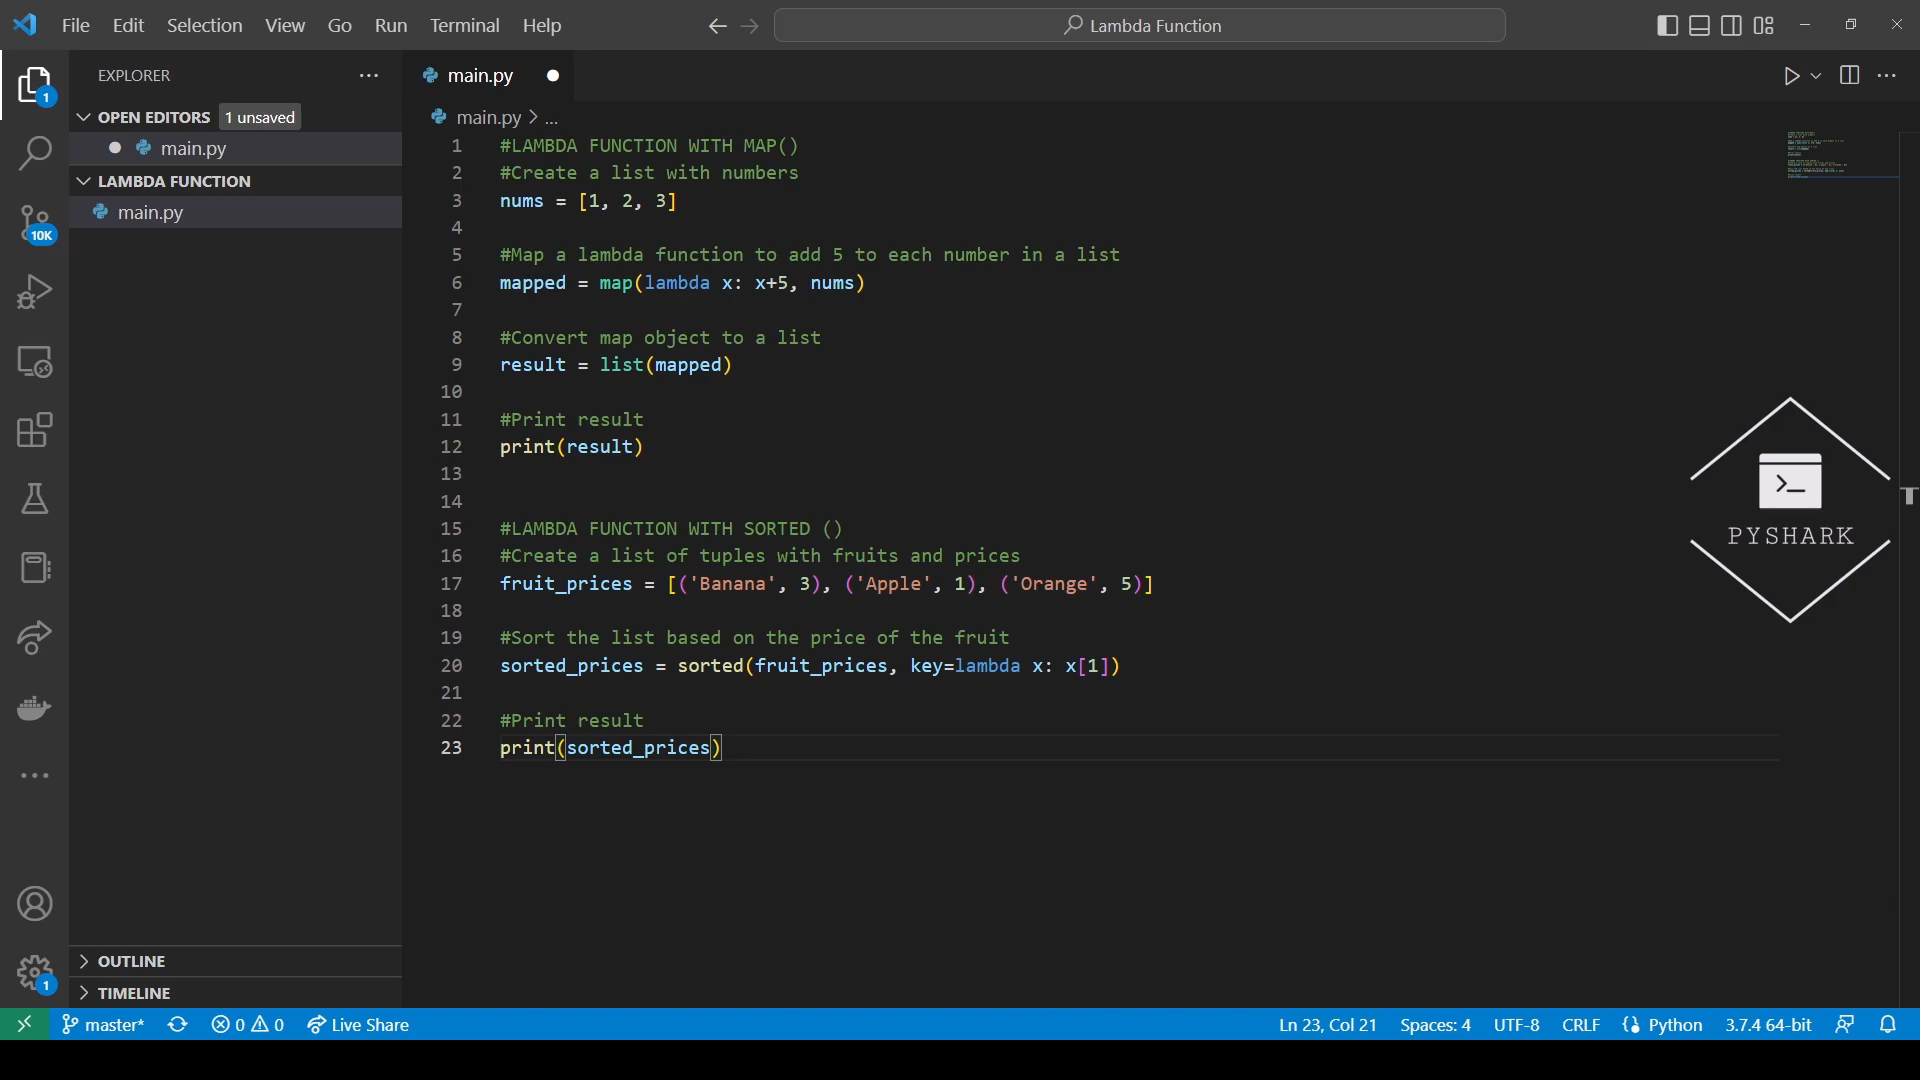 File Edit Selection View Go Run Terminal Help
Lambda Function
EXPLORER
OPEN EDITORS 1 unsaved
main.py
LAMBDA FUNCTION
main.py
OUTLINE
TIMELINE
1
10K
1
main.py
main.py > ...
1 #LAMBDA FUNCTION WITH MAP()
2 #Create a list with numbers
3 nums = [1, 2, 3]
4
5 #Map a lambda function to add 5 to each number in a list
6 mapped = map(lambda x: x+5, nums)
7
8 #Convert map object to a list
9 result = list(mapped)
10
11 #Print result
12 print(result)
13
14
15 #LAMBDA FUNCTION WITH SORTED ()
16 #Create a list of tuples with fruits and prices
17 fruit_prices = [('Banana', 3), ('Apple', 1), ('Orange', 5)]
18
19 #Sort the list based on the price of the fruit
20 sorted_prices = sorted(fruit_prices, key=lambda x: x[1])
21
22 #Print result
23 print(sorted_prices)
PYSHARK
master* 0 0 Live Share Ln 23, Col 21 Spaces: 4 UTF-8 CRLF Python 3.7.4 64-bit